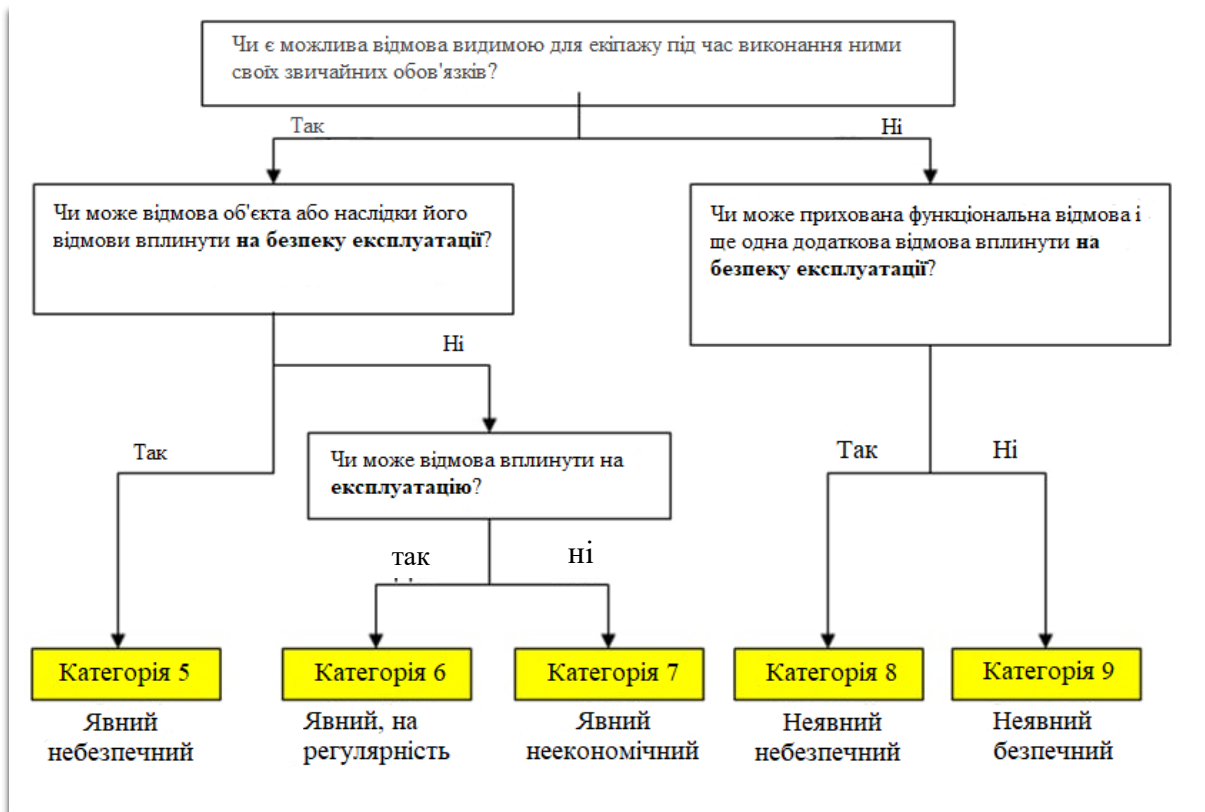 Чи є можлива відмова видимою для екіпажу під час виконання ними
своїх звичайних обов'язків?
Так
Ні
Чи може відмова об'єкта або наслідки його
відмови вплинути на безпеку експлуатації?
Чи може прихована функціональна відмова і
ще одна додаткова відмова вплинути на
безпеку експлуатації?
Ні
Так
Чи може відмова вплинути на
експлуатацію?
Так
Ні
так
ні
Категорія 5
Категорія 6
Категорія 7
Категорія 8
Категорія 9
Явний
небезпечний
Явний, на
регулярність
Явний
неекономічний
Неявний
небезпечний
Неявний
безпечний